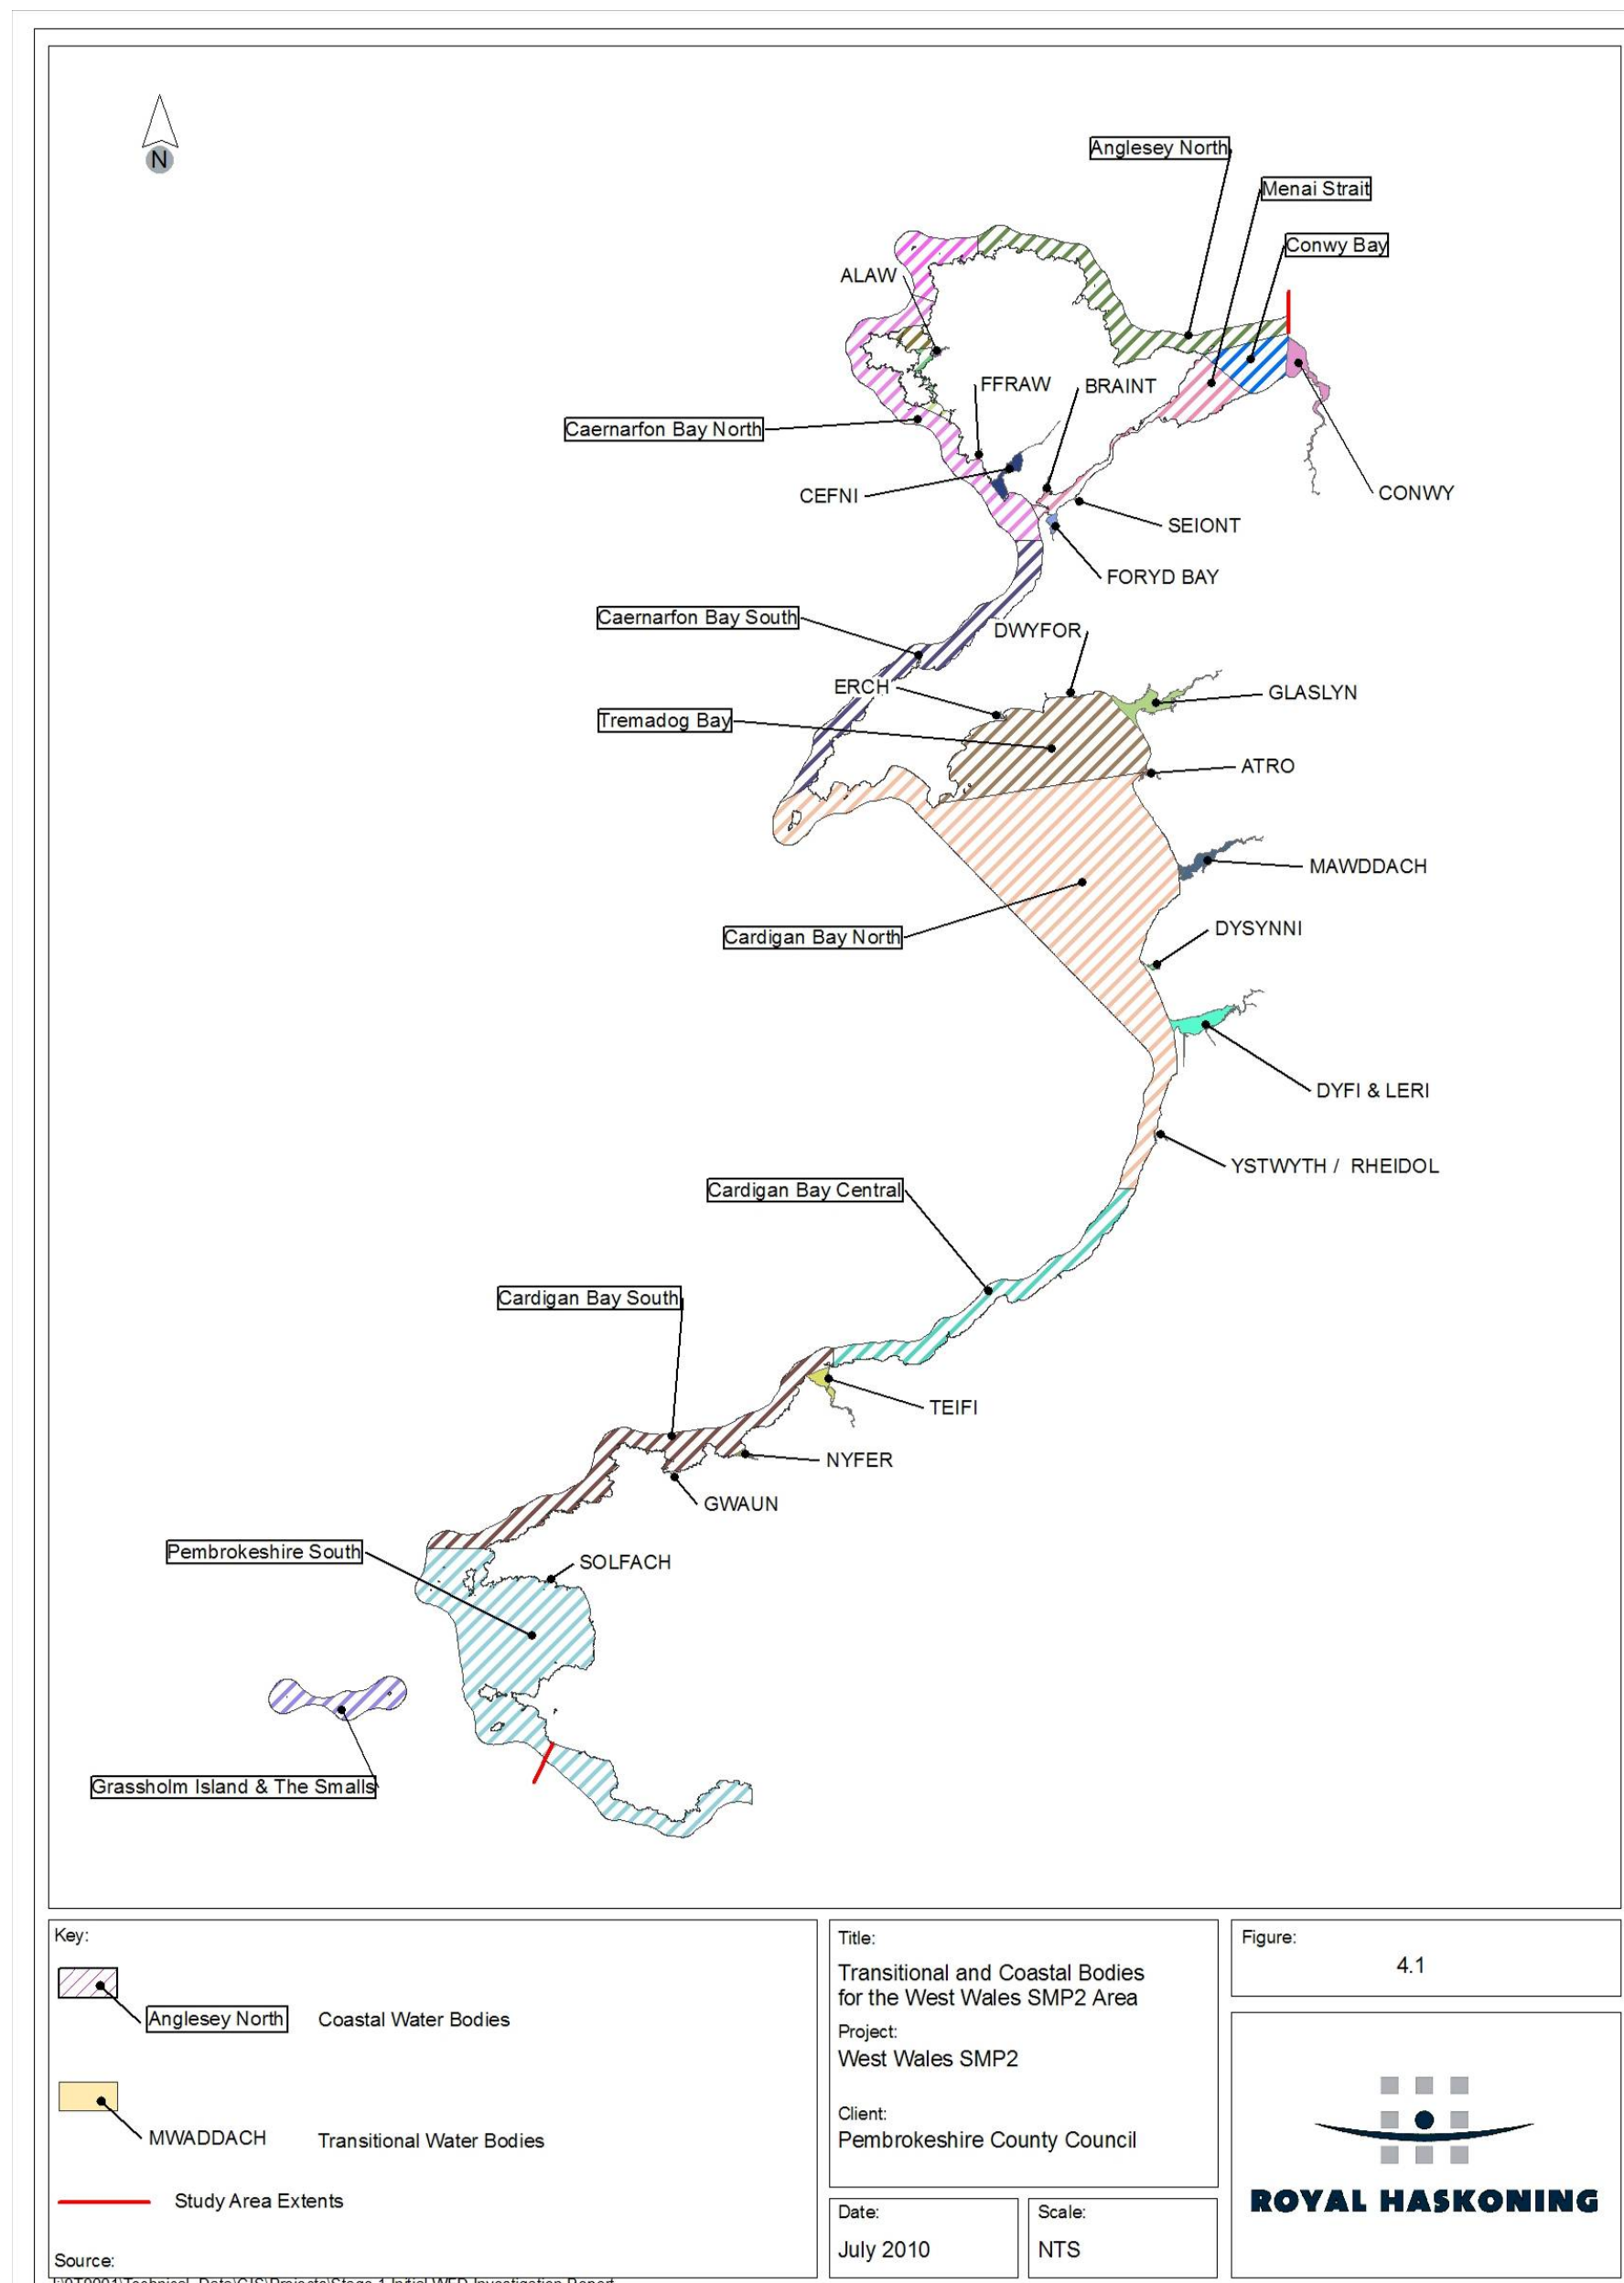 N
Anglesey North
Menai Strait
Conwy Bay
ALAW
FFRAW
BRAINT
Caernarfon Bay North
CEFNI
CONWY
SEIONT
FORYD BAY
Caernarfon Bay South
DWYFOR
ERCH
GLASLYN
Tremadog Bay
ATRO
MAWDDACH
DYSYNNI
Cardigan Bay North
DYFI & LERI
YSTWYTH / RHEIDOL
Cardigan Bay Central
Cardigan Bay South
TEIFI
NYFER
GWAUN
Pembrokeshire South
SOLFACH
Grassholm Island & The Smalls
Key:
Anglesey North Coastal Water Bodies
MWADDACH Transitional Water Bodies
Study Area Extents
Source:
Title:
Transitional and Coastal Bodies
for the West Wales SMP2 Area
Project:
West Wales SMP2
Client:
Pembrokeshire County Council
Date:
July 2010
Scale:
NTS
Figure:
4.1
ROYAL HASKONING